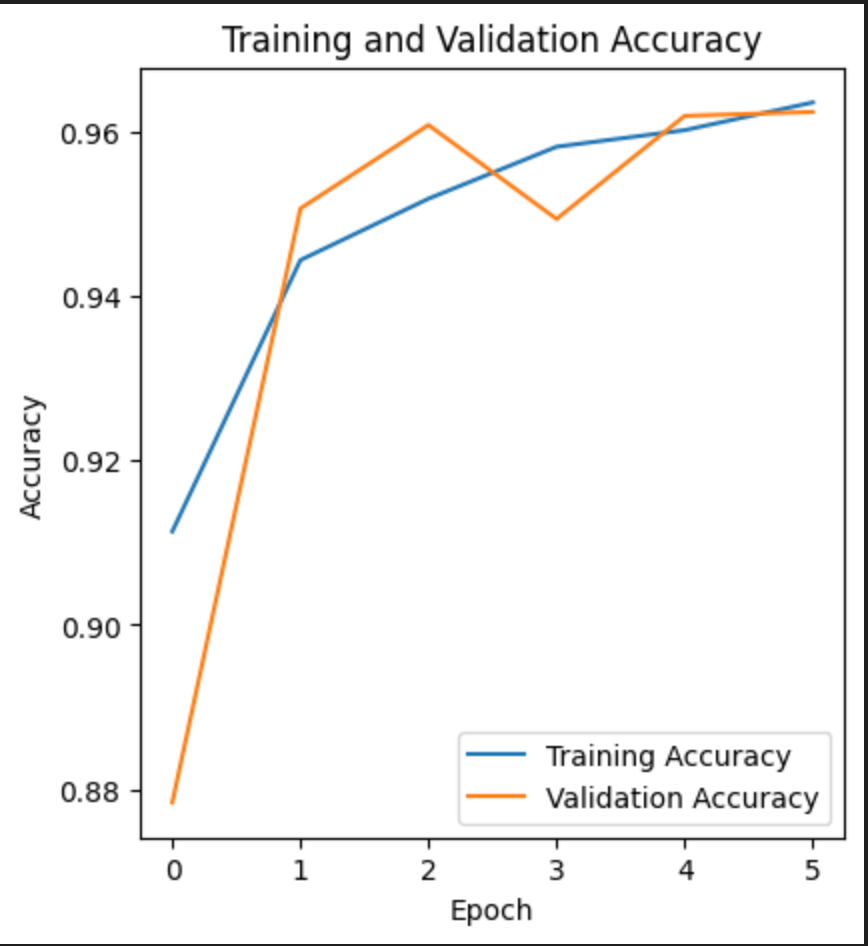 Training and Validation Accuracy
Accuracy
0.96
0.94
0.92
0.90
0.88
Training Accuracy
Validation Accuracy
0 1 2 3 4 5
Epoch